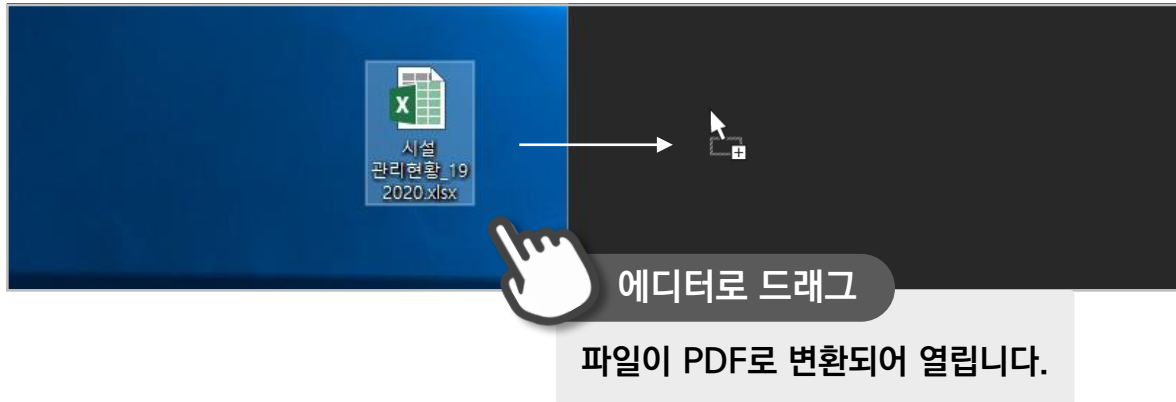 시설
관리현황_19
2020.xlsx
에디터로 드래그
파일이 PDF로 변환되어 열립니다.